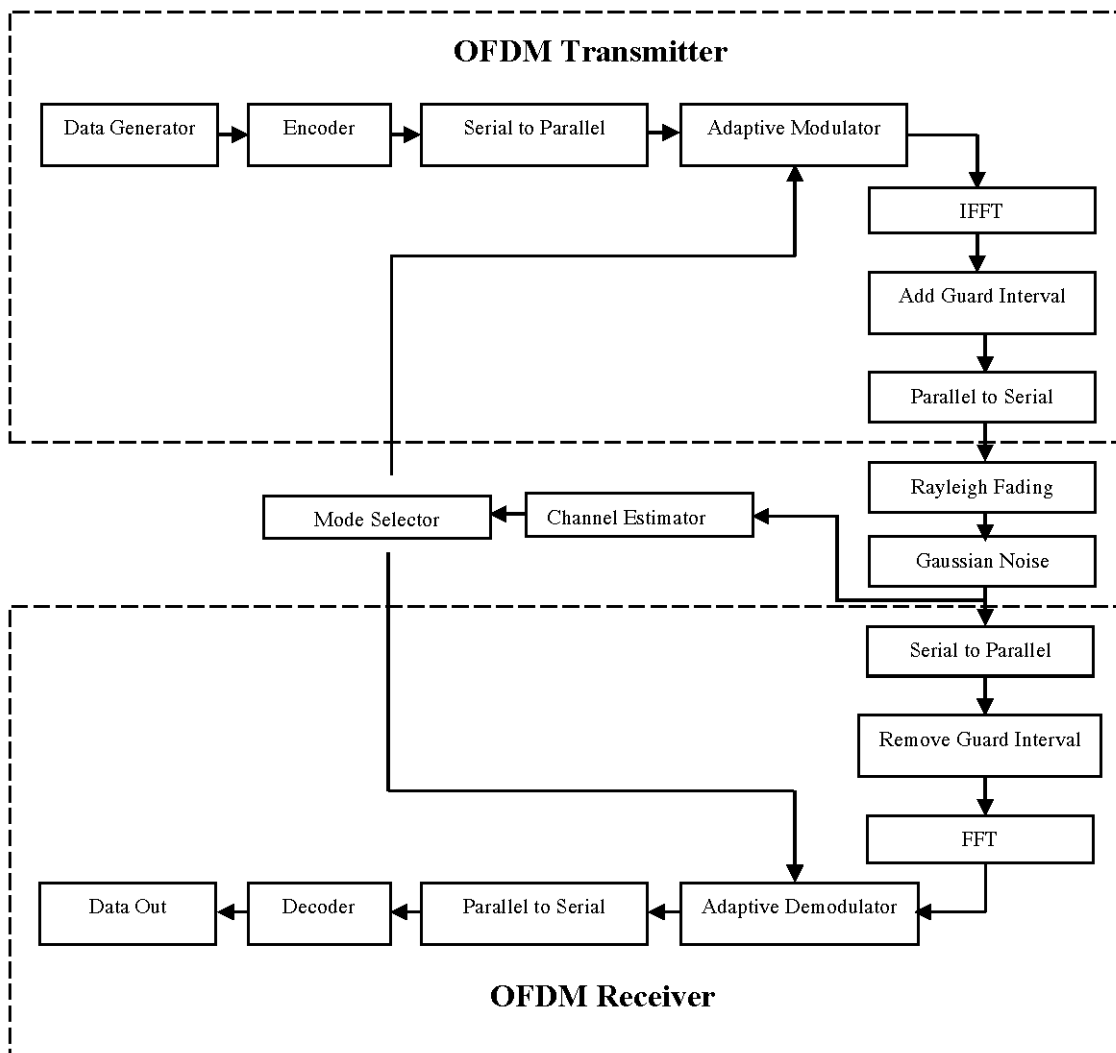 OFDM Transmitter
Data Generator
Encoder
Serial to Parallel
Adaptive Modulator
IFFT
Add Guard Interval
Parallel to Serial
Rayleigh Fading
Mode Selector
Channel Estimator
Gaussian Noise
Serial to Parallel
Remove Guard Interval
FFT
Data Out
Decoder
Parallel to Serial
Adaptive Demodulator
OFDM Receiver